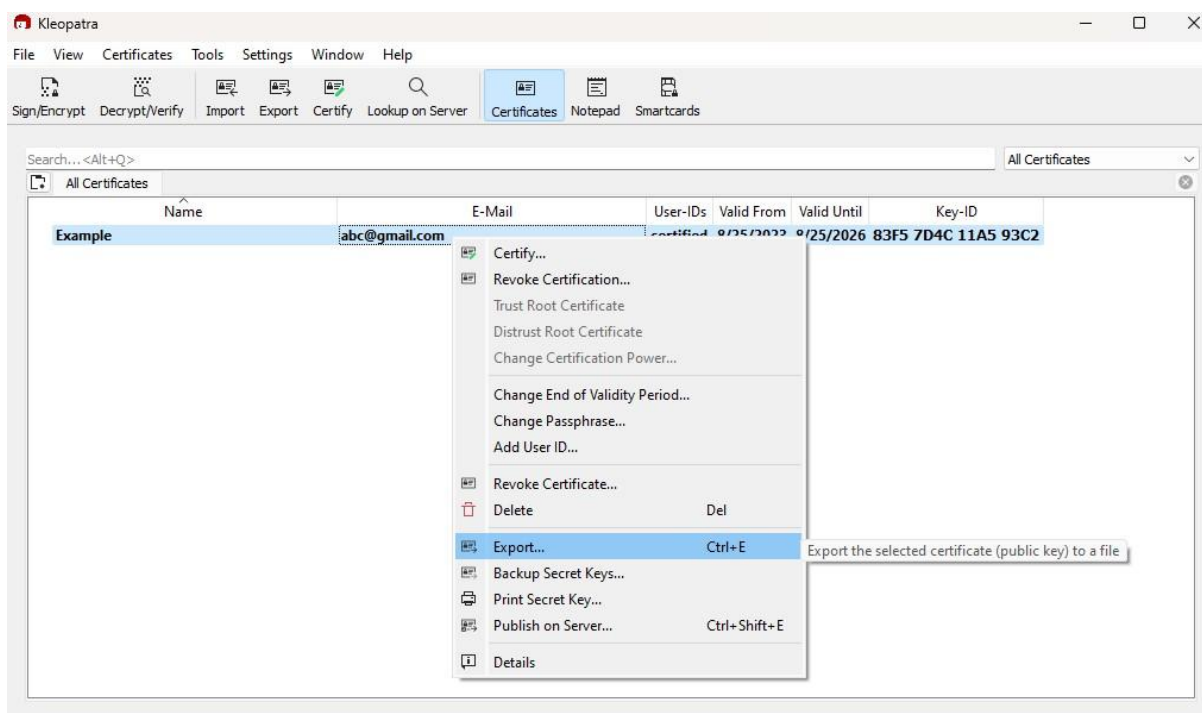 Kleopatra
File View Certificates Tools Settings Window Help
Sign/Encrypt Decrypt/Verify Import Export Certify Lookup on Server Certificates Notepad Smartcards
Search...<Alt+Q> All Certificates
All Certificates
Name E-Mail User-IDs Valid From Valid Until Key-ID
Example abc@gmail.com certified 8/25/2023 8/25/2026 83F5 7D4C 11A5 93C2
Certify...
Revoke Certification...
Trust Root Certificate
Distrust Root Certificate
Change Certification Power...
Change End of Validity Period...
Change Passphrase...
Add User ID...
Revoke Certificate...
Delete Del
Export... Ctrl+E Export the selected certificate (public key) to a file
Backup Secret Keys...
Print Secret Key...
Publish on Server... Ctrl+Shift+E
Details